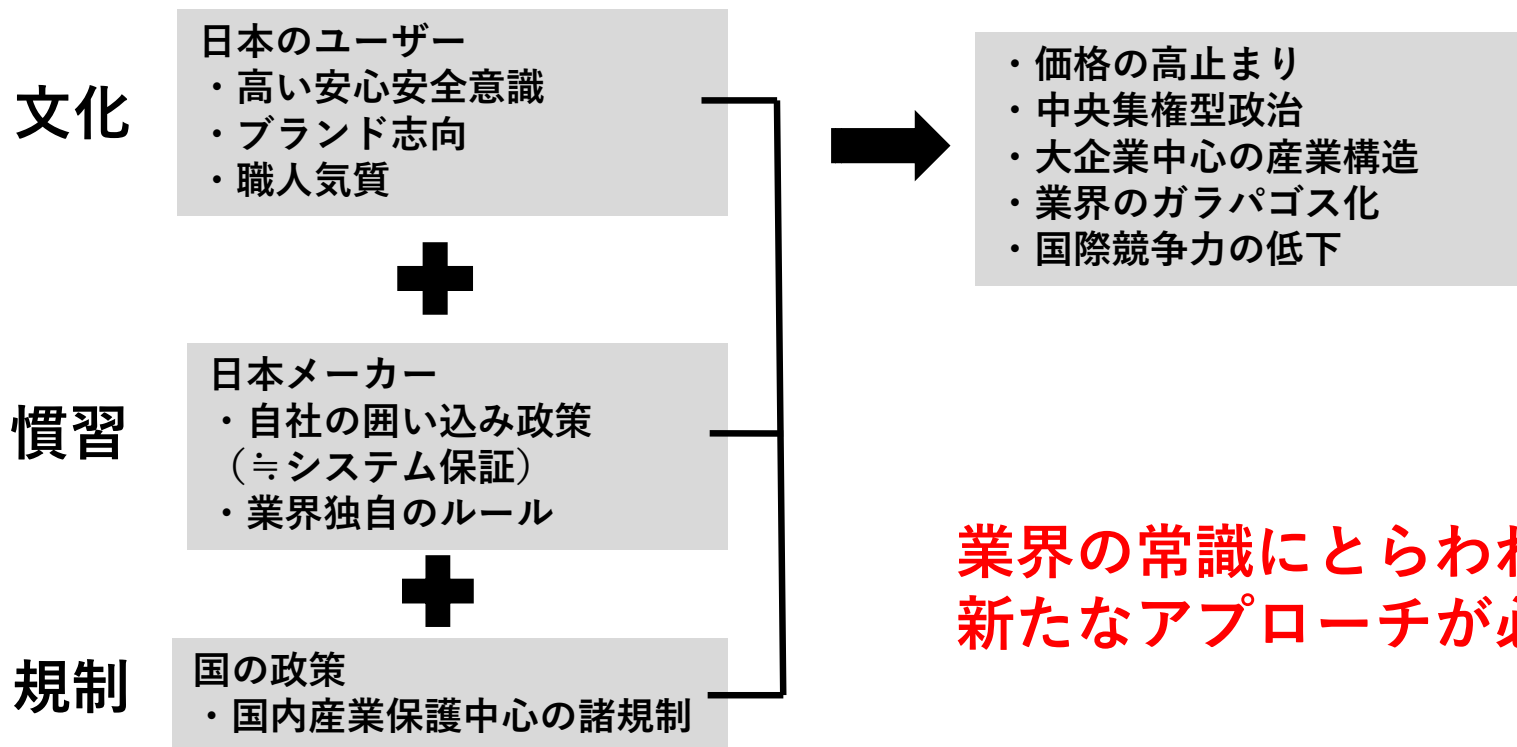 文化
日本のユーザー
・高い安心安全意識
・ブランド志向
・職人気質
慣習
日本メーカー
・自社の囲い込み政策
（≒システム保証）
・業界独自のルール
規制
国の政策
・国内産業保護中心の諸規制
・価格の高止まり
・中央集権型政治
・大企業中心の産業構造
・業界のガラパゴス化
・国際競争力の低下
業界の常識にとらわ
新たなアプローチが